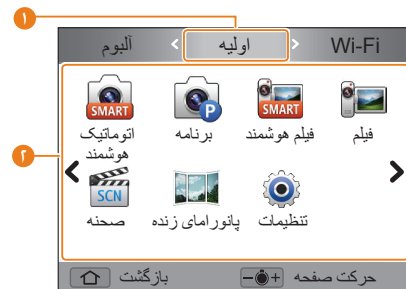 ۱
آلبوم < اولیه > Wi-Fi
۲
SMART P SMART
اتوماتیک هوشمند
برنامه
فیلم هوشمند
فیلم
SCN
صحنه
پانورامای زنده
تنظیمات
بازگشت
حرکت صفحه